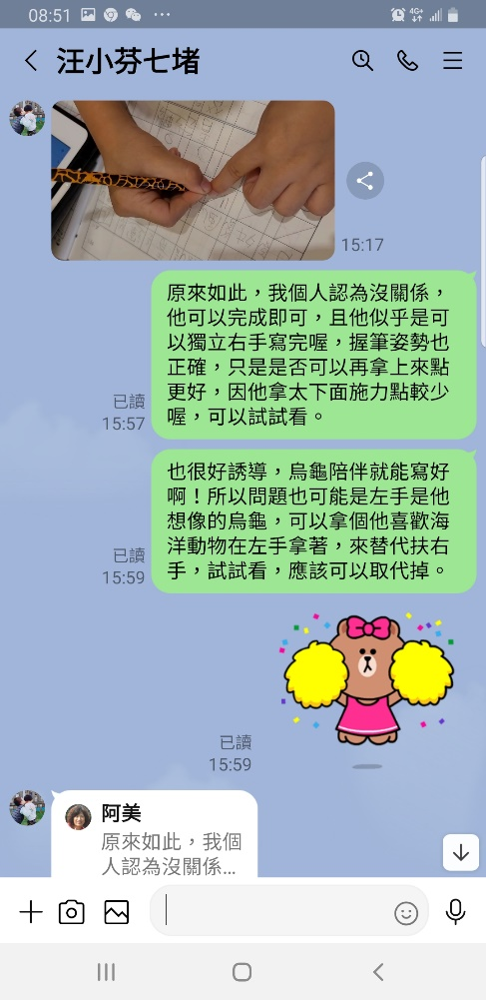 08:51
4G+
汪小芬七堵
15:17
原來如此，我個人認為沒關係，
他可以完成即可，且他似乎是可
以獨立右手寫完喔，握筆姿勢也
正確，只是是否可以再拿上來點
更好，因他拿太下面施力點較少
喔，可以試試看。
已讀
15:57
也很好誘導，烏龜陪伴就能寫好
啊！所以問題也可能是左手是他
想像的烏龜，可以拿個他喜歡海
洋動物在左手拿著，來替代扶右
手，試試看，應該可以取代掉。
已讀
15:59
已讀
15:59
阿美
原來如此，我個
人認為沒關係...